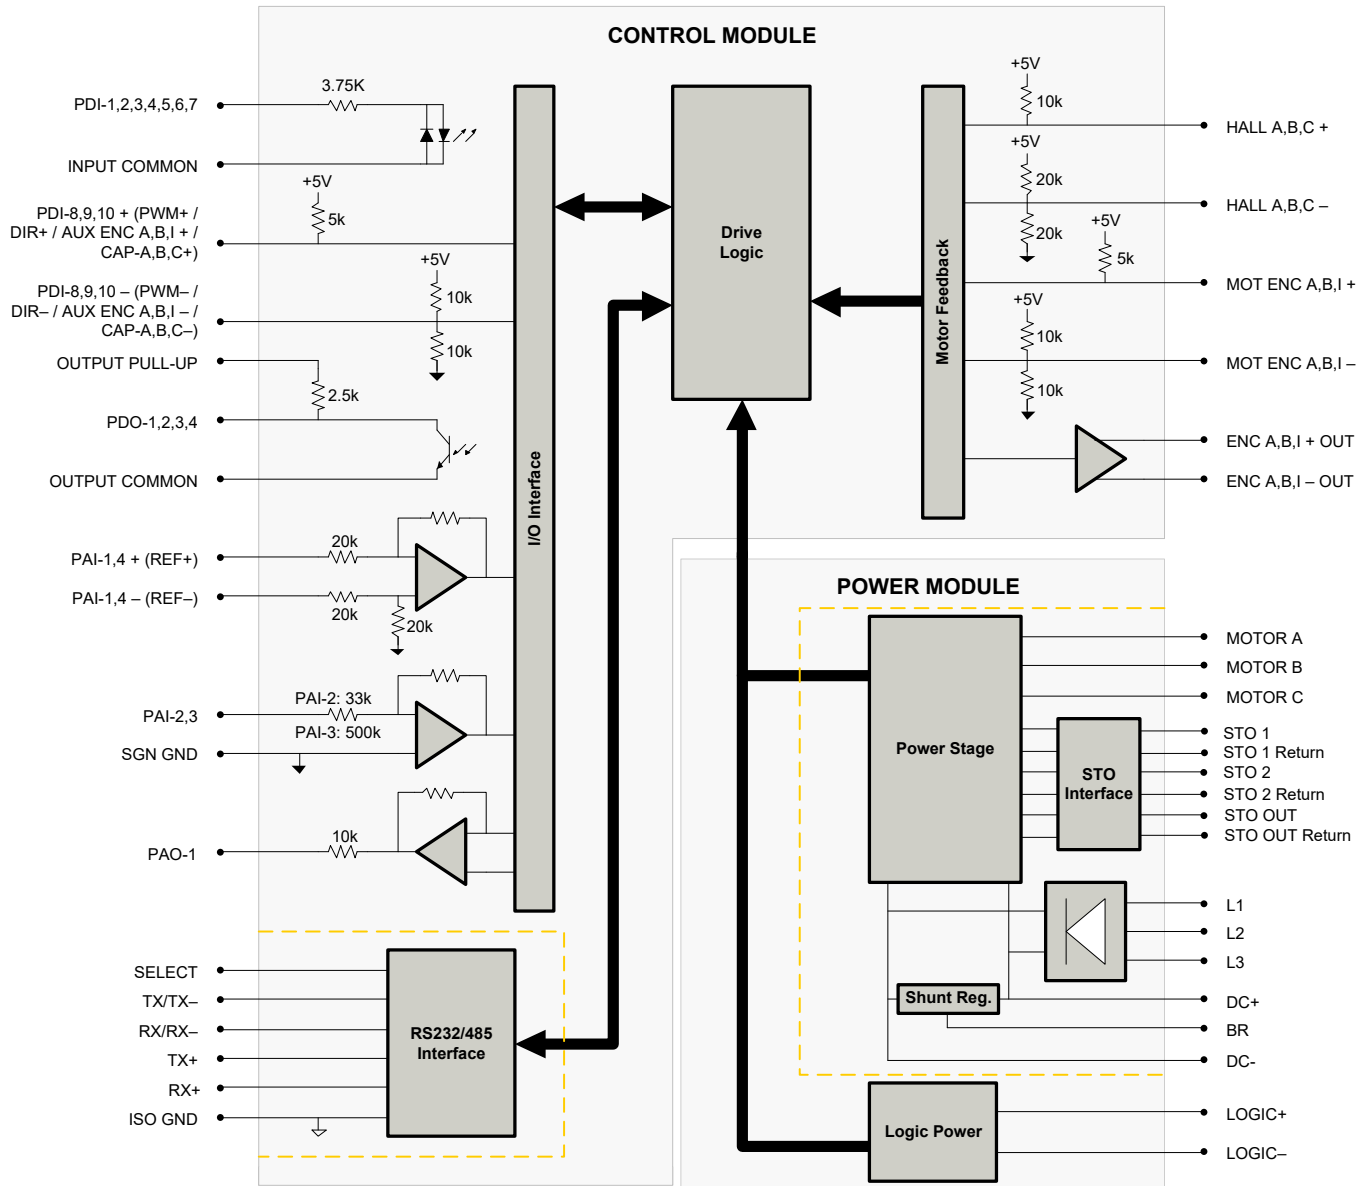 CONTROL MODULE
PDI-1,2,3,4,5,6,7
3.75K
INPUT COMMON
+5V
5k
PDI-8,9,10 + (PWM+ /
DIR+ / AUX ENC A,B,I + /
CAP-A,B,C+)
+5V
10k
10k
PDI-8,9,10 – (PWM– /
DIR– / AUX ENC A,B,I – /
CAP-A,B,C–)
OUTPUT PULL-UP
2.5k
PDO-1,2,3,4
OUTPUT COMMON
20k
PAI-1,4 + (REF+)
PAI-1,4 – (REF–)
20k
20k
PAI-2: 33k
PAI-2,3
PAI-3: 500k
SGN GND
10k
PAO-1
I/O Interface
SELECT
TX/TX–
RX/RX–
TX+
RX+
ISO GND
RS232/485
Interface
Drive
Logic
Motor Feedback
+5V
10k
HALL A,B,C +
+5V
20k
HALL A,B,C –
20k
+5V
5k
MOT ENC A,B,I +
+5V
10k
MOT ENC A,B,I –
10k
ENC A,B,I + OUT
ENC A,B,I – OUT
POWER MODULE
Power Stage
MOTOR A
MOTOR B
MOTOR C
STO
Interface
STO 1
STO 1 Return
STO 2
STO 2 Return
STO OUT
STO OUT Return
L1
L2
L3
Shunt Reg.
DC+
BR
DC-
Logic Power
LOGIC+
LOGIC–